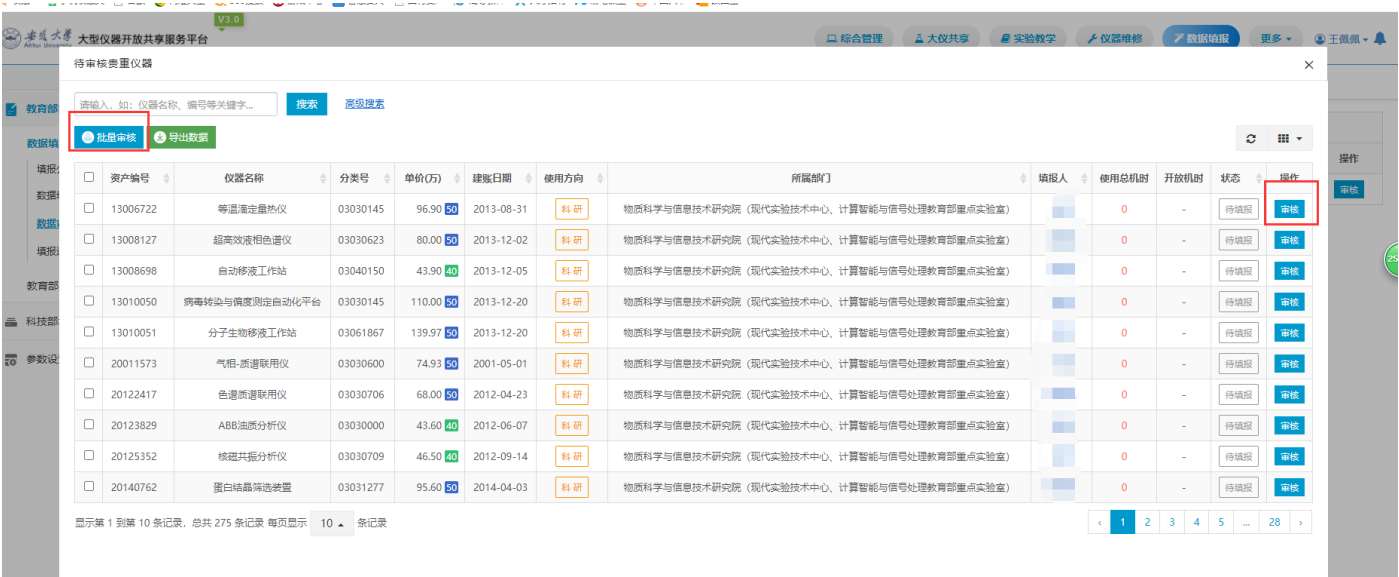 V3.0
安徽大学 Anhui University 大型仪器开放共享服务平台 综合管理 大仪共享 实验教学 仪器维修 数据填报 更多 王佩佩
待审核贵重仪器 ×
请输入，如：仪器名称、编号等关键字... 搜索 高级搜索
教育部
批量审核 导出数据
数据填
操作
填报
审核
数据
填报
教育部
科技部
参数设
资产编号 仪器名称 分类号 单价(万) 建账日期 使用方向 所属部门 填报人 使用总机时 开放机时 状态 操作
13006722 等温滴定量热仪 03030145 96.90 50 2013-08-31 科 研 物质科学与信息技术研究院（现代实验技术中心、计算智能与信号处理教育部重点实验室） 0 - 待填报 审核
13008127 超高效液相色谱仪 03030623 80.00 50 2013-12-02 科 研 物质科学与信息技术研究院（现代实验技术中心、计算智能与信号处理教育部重点实验室） 0 - 待填报 审核
13008698 自动移液工作站 03040150 43.90 40 2013-12-05 科 研 物质科学与信息技术研究院（现代实验技术中心、计算智能与信号处理教育部重点实验室） 0 - 待填报 审核
13010050 病毒转染与偏度测定自动化平台 03030145 110.00 50 2013-12-20 科 研 物质科学与信息技术研究院（现代实验技术中心、计算智能与信号处理教育部重点实验室） 0 - 待填报 审核
13010051 分子生物移液工作站 03061867 139.97 50 2013-12-20 科 研 物质科学与信息技术研究院（现代实验技术中心、计算智能与信号处理教育部重点实验室） 0 - 待填报 审核
20011573 气相-质谱联用仪 03030600 74.93 50 2001-05-01 科 研 物质科学与信息技术研究院（现代实验技术中心、计算智能与信号处理教育部重点实验室） 0 - 待填报 审核
20122417 色谱质谱联用仪 03030706 68.00 50 2012-04-23 科 研 物质科学与信息技术研究院（现代实验技术中心、计算智能与信号处理教育部重点实验室） 0 - 待填报 审核
20123829 ABB油质分析仪 03030000 43.60 40 2012-06-07 科 研 物质科学与信息技术研究院（现代实验技术中心、计算智能与信号处理教育部重点实验室） 0 - 待填报 审核
20125352 核磁共振分析仪 03030709 46.50 40 2012-09-14 科 研 物质科学与信息技术研究院（现代实验技术中心、计算智能与信号处理教育部重点实验室） 0 - 待填报 审核
20140762 蛋白结晶筛选装置 03031277 95.60 50 2014-04-03 科 研 物质科学与信息技术研究院（现代实验技术中心、计算智能与信号处理教育部重点实验室） 0 - 待填报 审核
显示第 1 到第 10 条记录，总共 275 条记录 每页显示 10 条记录 ‹ 1 2 3 4 5 ... 28 ›
25